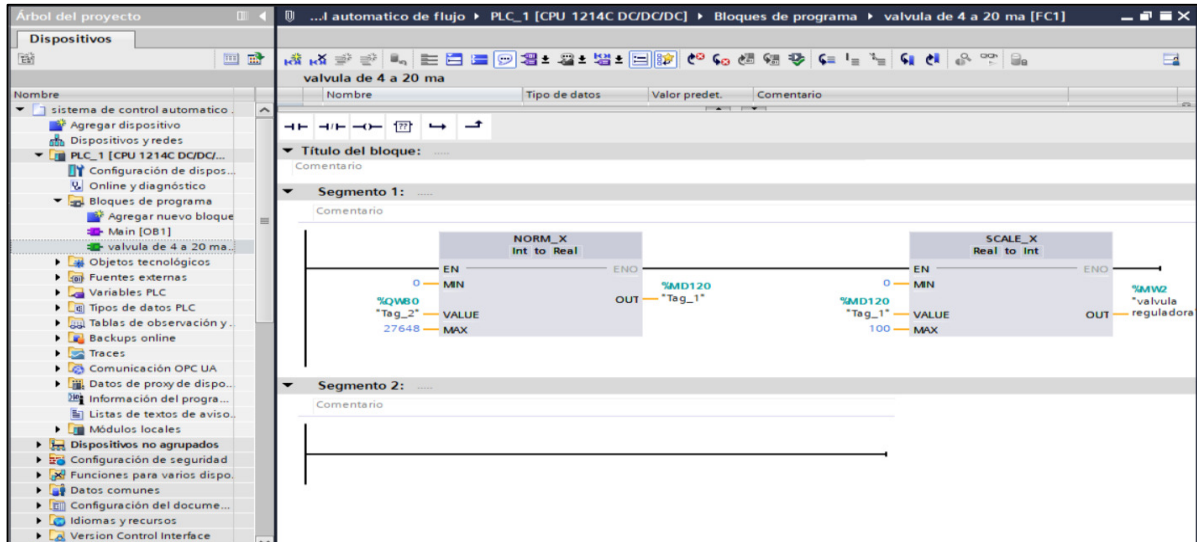 Árbol del proyecto
...l automatico de flujo ▸ PLC_1 [CPU 1214C DC/DC/DC] ▸ Bloques de programa ▸ valvula de 4 a 20 ma [FC1]
Dispositivos
Nombre
sistema de control automatico .
Agregar dispositivo
Dispositivos y redes
PLC_1 [CPU 1214C DC/DC/...
Configuración de dispos...
Online y diagnóstico
Bloques de programa
Agregar nuevo bloque
Main [OB1]
valvula de 4 a 20 ma..
Objetos tecnológicos
Fuentes externas
Variables PLC
Tipos de datos PLC
Tablas de observación y .
Backups online
Traces
Comunicación OPC UA
Datos de proxy de dispo..
Información del progra...
Listas de textos de aviso..
Módulos locales
Dispositivos no agrupados
Configuración de seguridad
Funciones para varios dispo.
Datos comunes
Configuración del docume...
Idiomas y recursos
Version Control Interface
valvula de 4 a 20 ma
Nombre Tipo de datos Valor predet. Comentario
??
Título del bloque: .....
Comentario
Segmento 1: .....
Comentario
NORM_X
Int to Real
EN ENO
0 MIN
%QW80
"Tag_2" VALUE
27648 MAX
%MD120
OUT "Tag_1"
SCALE_X
Real to Int
EN ENO
0 MIN
%MD120
"Tag_1" VALUE
100 MAX
%MW2
"valvula
OUT reguladora
Segmento 2: .....
Comentario